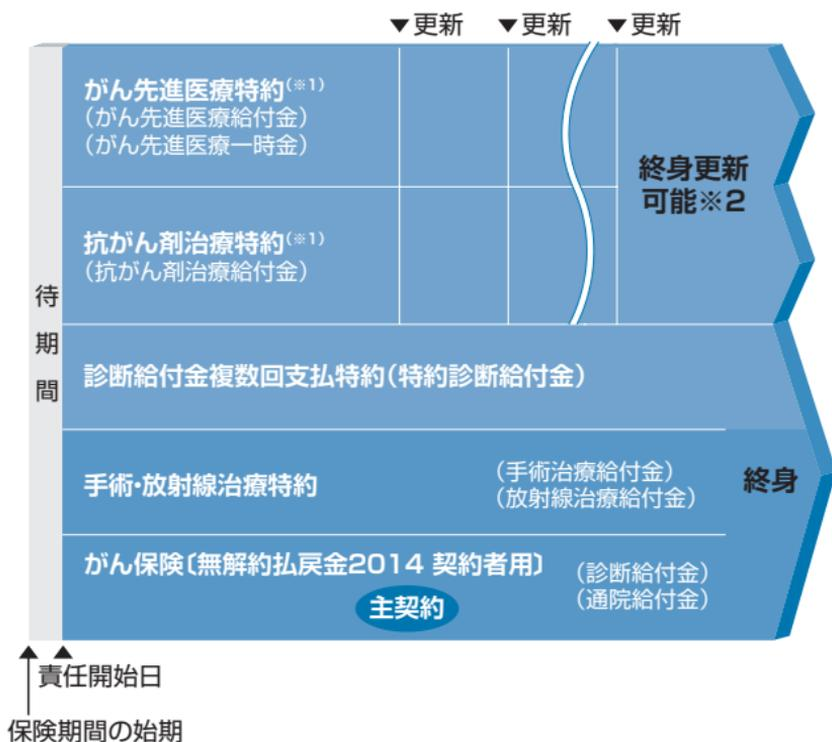 ▼更新 ▼更新 ▼更新
がん先進医療特約(※1)
(がん先進医療給付金)
(がん先進医療一時金)
終身更新
可能※2
抗がん剤治療特約(※1)
(抗がん剤治療給付金)
待期間
診断給付金複数回支払特約(特約診断給付金)
手術・放射線治療特約
(手術治療給付金)
(放射線治療給付金)
終身
がん保険〔無解約払戻金2014 契約者用〕
(診断給付金)
(通院給付金)
主契約
責任開始日
保険期間の始期